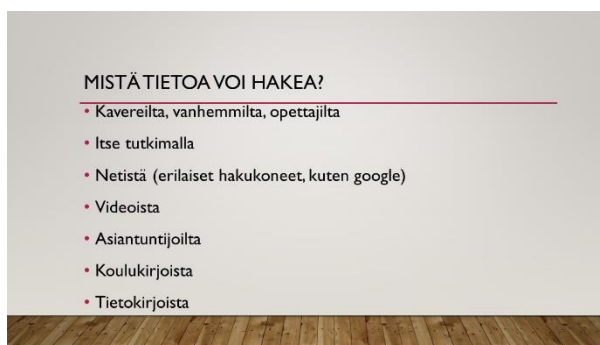 MISTÄ TIETOA VOI HAKEA?
• Kavereilta, vanhemmilta, opettajilta
• Itse tutkimalla
• Netistä (erilaiset hakukoneet, kuten google)
• Videoista
• Asiantuntijoilta
• Koulukirjoista
• Tietokirjoista